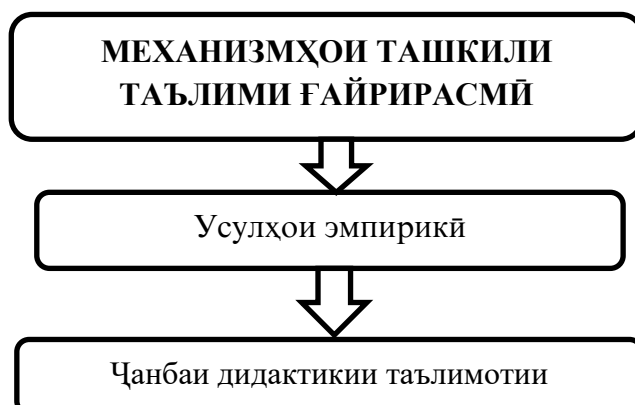 МЕХАНИЗМҲОИ ТАШКИЛИ
ТАЪЛИМИ ҒАЙРИРАСМӢ
Усулҳои эмпирикӣ
Ҷанбаи дидактикии таълимотии